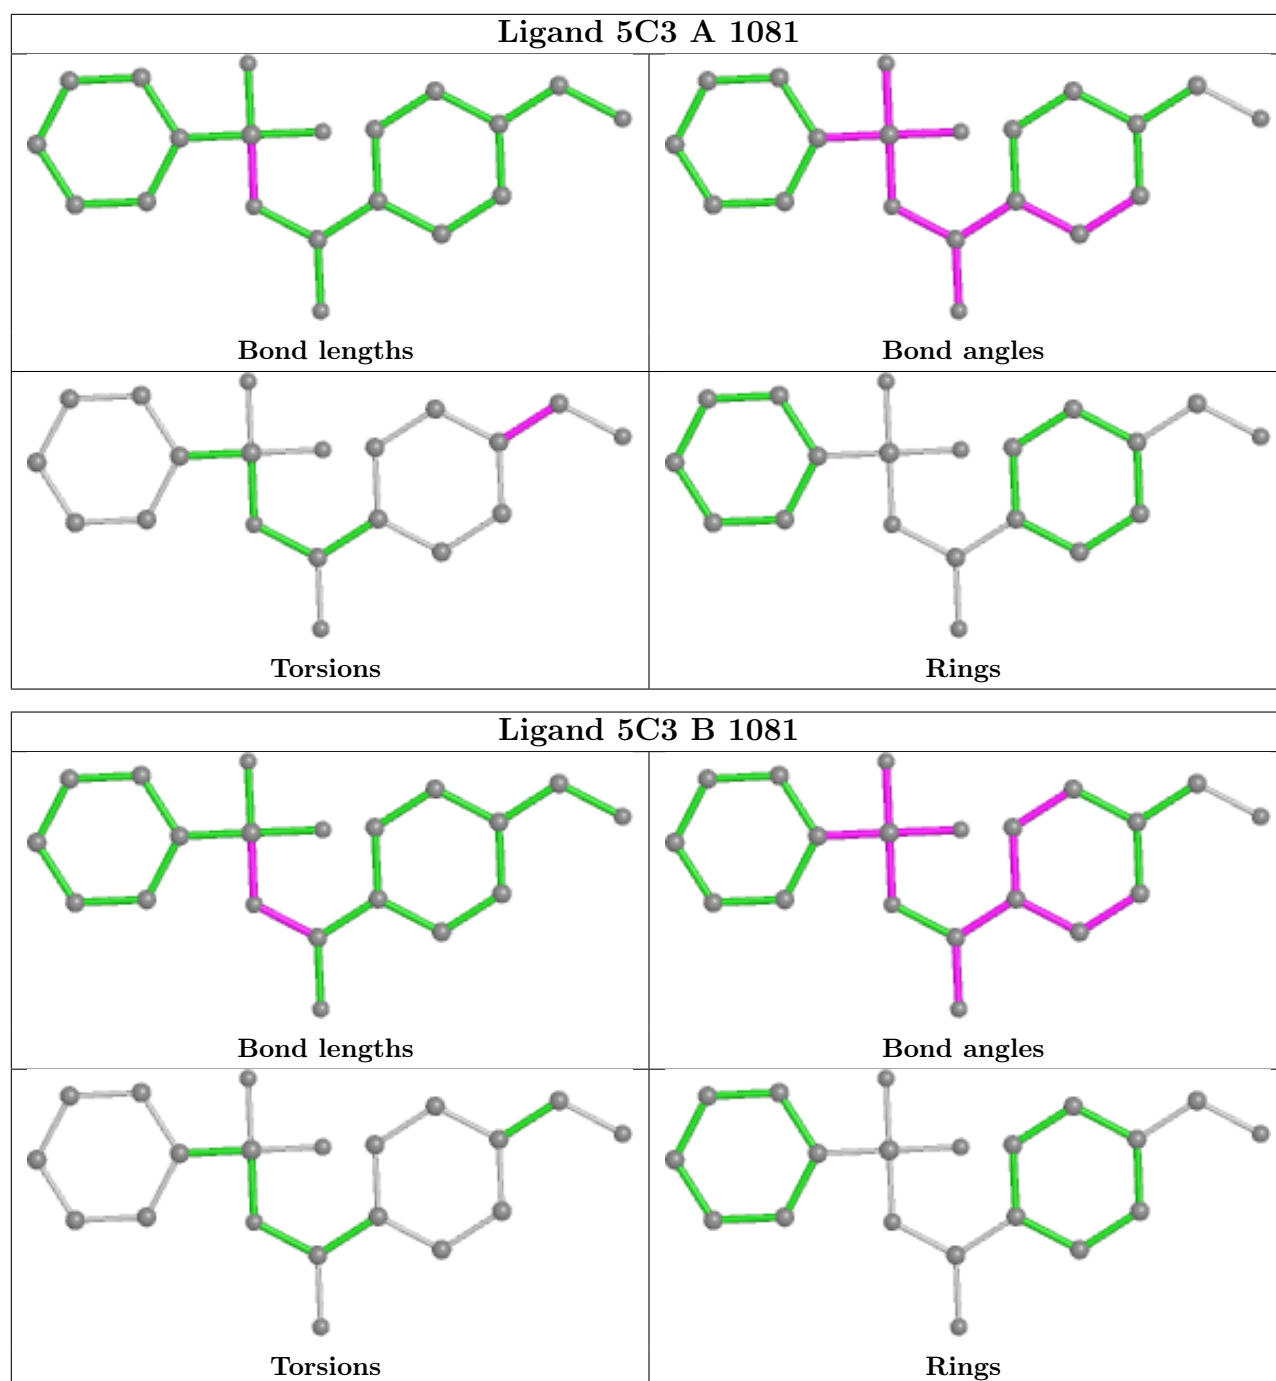 Ligand 5C3 A 1081
Bond lengths
Bond angles
Torsions
Rings
Ligand 5C3 B 1081
Bond lengths
Bond angles
Torsions
Rings